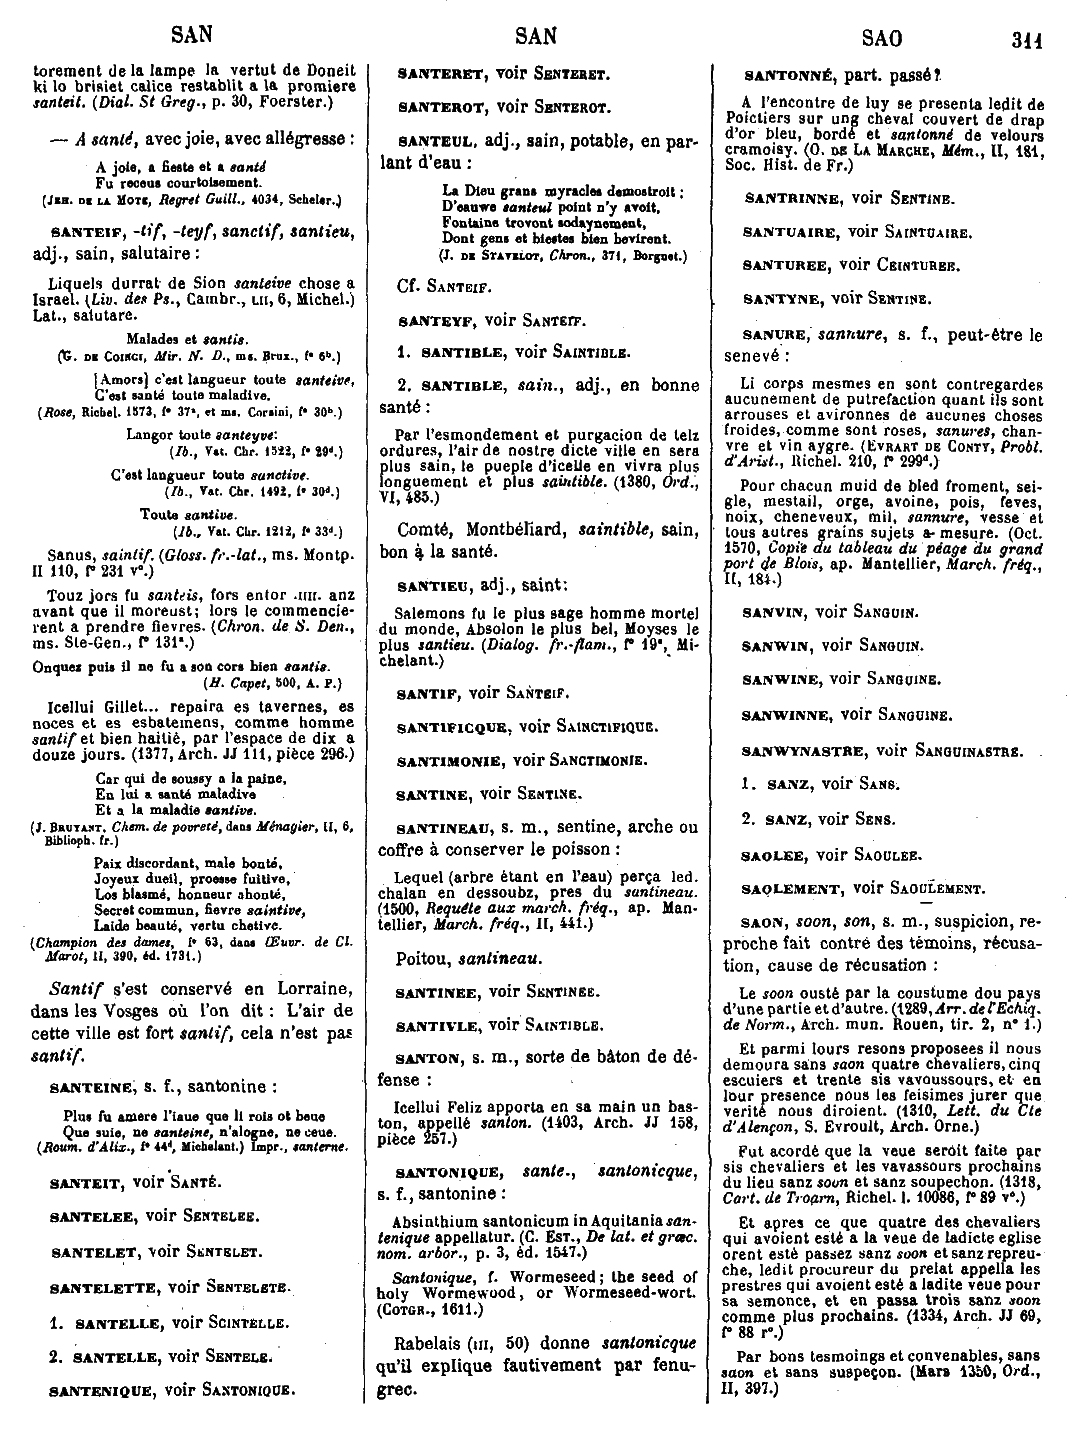 SAN
SAN
SAO
311
torement de la lampe la vertut de Doneit
ki lo brisiet calice restablit a la promiere
santeit. (Dial. St Greg., p. 30, Foerster.)
— A santé, avec joie, avec allégresse :
A joie, a fieste et a santé
Fu receus courtoisement.
(JEH. DE LA MOTE, Regret Guill., 4034, Scheler.)
SANTEIF, -tif, -teyf, sanctif, santieu,
adj., sain, salutaire :
Liquels durrat de Sion santeive chose a
Israel. (Liv. des Ps., Cambr., LII, 6, Michel.)
Lat., salutare.
Malades et santis.
(G. DE COINCI, Mir. N. D., ms. Brux., f° 6ᵇ.)
[Amors] c'est langueur toute santeive,
C'est santé toute maladive.
(Rose, Richel. 1573, f° 37ᵃ, et ms. Corsini, f° 30ᵇ.)
Langor toute santeyve:
(Ib., Vat. Chr. 1522, f° 29ᵈ.)
C'est langueur toute sanctive.
(Ib., Vat. Chr. 1492, f° 30ᵈ.)
Toute santive.
(Ib., Vat. Chr. 1212, f° 33ᵈ.)
Sanus, saintif. (Gloss. fr.-lat., ms. Montp.
II 110, f° 231 v°.)
Touz jors fu santeis, fors entor .IIII. anz
avant que il moreust; lors le commencie-
rent a prendre fievres. (Chron. de S. Den.,
ms. Ste-Gen., f° 131ᵃ.)
Onques puis il ne fu a son cors bien santis.
(H. Capet, 500, A. P.)
Icellui Gillet... repaira es tavernes, es
noces et es esbatemens, comme homme
santif et bien haitié, par l'espace de dix a
douze jours. (1377, Arch. JJ 111, pièce 296.)
Car qui de soussy a la paine,
En lui a santé maladive
Et a la maladie santive.
(J. BRUYANT, Chem. de povreté, dans Ménagier, II, 6,
Biblioph. fr.)
Paix discordant, male bonté,
Joyeux dueil, proesse fuitive,
Los blasmé, honneur ahonté,
Secret commun, fievre saintive,
Laide beauté, vertu chetive.
(Champion des dames, f° 63, dans Œuvr. de Cl.
Marot, II, 390, éd. 1731.)
Santif s'est conservé en Lorraine,
dans les Vosges où l'on dit : L'air de
cette ville est fort santif, cela n'est pas
santif.
SANTEINE, s. f., santonine :
Plus fu amere l'iaue que li rois ot beue
Que suie, ne santeine, n'alogne, ne ceue.
(Roum. d'Alix., f° 44ᵈ, Michelant.) Impr., santerne.
SANTEIT, voir SANTÉ.
SANTELEE, voir SENTELEE.
SANTELET, voir SENTELET.
SANTELETTE, voir SENTELETE.
1. SANTELLE, voir SCINTELLE.
2. SANTELLE, voir SENTELE.
SANTENIQUE, voir SANTONIQUE.
SANTERET, voir SENTERET.
SANTEROT, voir SENTEROT.
SANTEUL, adj., sain, potable, en par-
lant d'eau :
La Dieu grans myracles demostroit ;
D'eauwe santeul point n'y avoit,
Fontaine trovont sodaynement,
Dont gens et biestes bien bevirent.
(J. DE STAVELOT, Chron., 371, Borgnet.)
Cf. SANTEIF.
SANTEYF, voir SANTEIF.
1. SANTIBLE, voir SAINTIBLE.
2. SANTIBLE, sain., adj., en bonne
santé :
Par l'esmondement et purgacion de telz
ordures, l'air de nostre dicte ville en sera
plus sain, le pueple d'icelle en vivra plus
longuement et plus saintible. (1380, Ord.,
VI, 485.)
Comté, Montbéliard, saintible, sain,
bon à la santé.
SANTIEU, adj., saint:
Salemons fu le plus sage homme mortel
du monde, Absolon le plus bel, Moyses le
plus santieu. (Dialog. fr.-flam., f° 19ᵃ, Mi-
chelant.)
SANTIF, voir SANTEIF.
SANTIFICQUE, voir SAINCTIFIQUE.
SANTIMONIE, voir SANCTIMONIE.
SANTINE, voir SENTINE.
SANTINEAU, s. m., sentine, arche ou
coffre à conserver le poisson :
Lequel (arbre étant en l'eau) perça led.
chalan en dessoubz, pres du santineau.
(1500, Requête aux march. fréq., ap. Man-
tellier, March. fréq., II, 441.)
Poitou, santineau.
SANTINEE, voir SENTINEE.
SANTIVLE, voir SAINTIBLE.
SANTON, s. m., sorte de bâton de dé-
fense :
Icellui Feliz apporta en sa main un bas-
ton, appellé santon. (1403, Arch. JJ 158,
pièce 257.)
SANTONIQUE, sante., santonicque,
s. f., santonine :
Absinthium santonicum in Aquitania san-
tenique appellatur. (C. EST., De lat. et græc.
nom. arbor., p. 3, éd. 1547.)
Santonique, f. Wormeseed ; the seed of
holy Wormewood, or Wormeseed-wort.
(COTGR., 1611.)
Rabelais (III, 50) donne santonicque
qu'il explique fautivement par fenu-
grec.
SANTONNÉ, part. passé?
A l'encontre de luy se presenta ledit de
Poictiers sur ung cheval couvert de drap
d'or bleu, bordé et santonné de velours
cramoisy. (O. DE LA MARCHE, Mém., II, 181,
Soc. Hist. de Fr.)
SANTRINNE, voir SENTINE.
SANTUAIRE, voir SAINTUAIRE.
SANTUREE, voir CEINTUREE.
SANTYNE, voir SENTINE.
SANURE, sannure, s. f., peut-être le
senevé :
Li corps mesmes en sont contregardes
aucunement de putrefaction quant ils sont
arrouses et avironnes de aucunes choses
froides, comme sont roses, sanures, chan-
vre et vin aygre. (EVRART DE CONTY, Probl.
d'Arist., Richel. 210, f° 299ᵈ.)
Pour chacun muid de bled froment, sei-
gle, mestail, orge, avoine, pois, feves,
noix, cheneveux, mil, sannure, vesse et
tous autres grains sujets a mesure. (Oct.
1570, Copie du tableau du péage du grand
port de Blois, ap. Mantellier, March. fréq.,
II, 184.)
SANVIN, voir SANGUIN.
SANWIN, voir SANGUIN.
SANWINE, voir SANGUINE.
SANWINNE, voir SANGUINE.
SANWYNASTRE, voir SANGUINASTRE.
1. SANZ, voir SANS.
2. SANZ, voir SENS.
SAOLEE, voir SAOULEE.
SAOLEMENT, voir SAOULEMENT.
SAON, soon, son, s. m., suspicion, re-
proche fait contre des témoins, récusa-
tion, cause de récusation :
Le soon ousté par la coustume dou pays
d'une partie et d'autre. (1289, Arr. de l'Echiq.
de Norm., Arch. mun. Rouen, tir. 2, n° 1.)
Et parmi lours resons proposees il nous
demoura sans saon quatre chevaliers, cinq
escuiers et trente sis vavoussours, et en
lour presence nous les feisimes jurer que
verité nous diroient. (1310, Lett. du Cte
d'Alençon, S. Evroult, Arch. Orne.)
Fut acordé que la veue seroit faite par
sis chevaliers et les vavassours prochains
du lieu sanz soon et sanz soupechon. (1318,
Cart. de Troarn, Richel. l. 10086, f° 89 v°.)
Et apres ce que quatre des chevaliers
qui avoient esté a la veue de ladicte eglise
orent esté passez sanz soon et sanz repreu-
che, ledit procureur du prelat appella les
prestres qui avoient esté a ladite veue pour
sa semonce, et en passa trois sanz soon
comme plus prochains. (1334, Arch. JJ 69,
f° 88 r°.)
Par bons tesmoings et convenables, sans
saon et sans suspeçon. (Mars 1350, Ord.,
II, 397.)